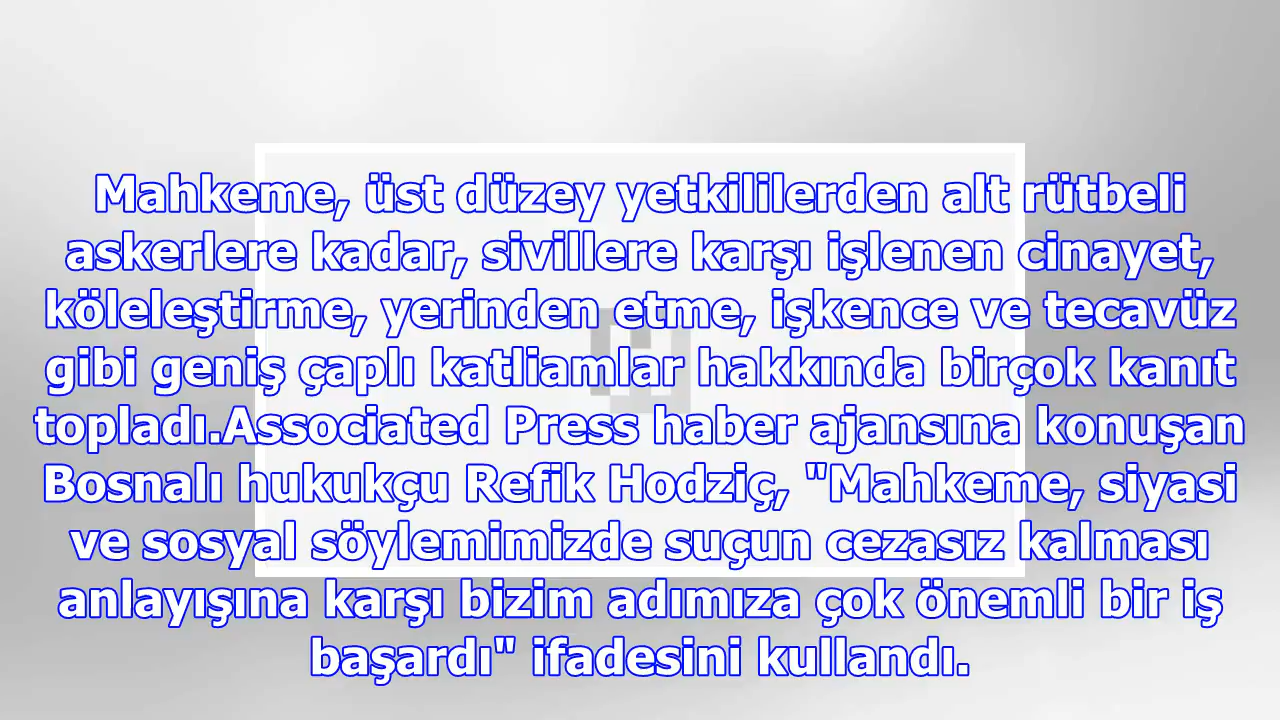 Mahkeme, üst düzey yetkililerden alt rütbeli
askerlere kadar, sivillere karşı işlenen cinayet,
köleleştirme, yerinden etme, işkence ve tecavüz
gibi geniş çaplı katliamlar hakkında birçok kanıt
topladı.Associated Press haber ajansına konuşan
Bosnalı hukukçu Refik Hodziç, "Mahkeme, siyasi
ve sosyal söylemimizde suçun cezasız kalması
anlayışına karşı bizim adımıza çok önemli bir iş
başardı" ifadesini kullandı.